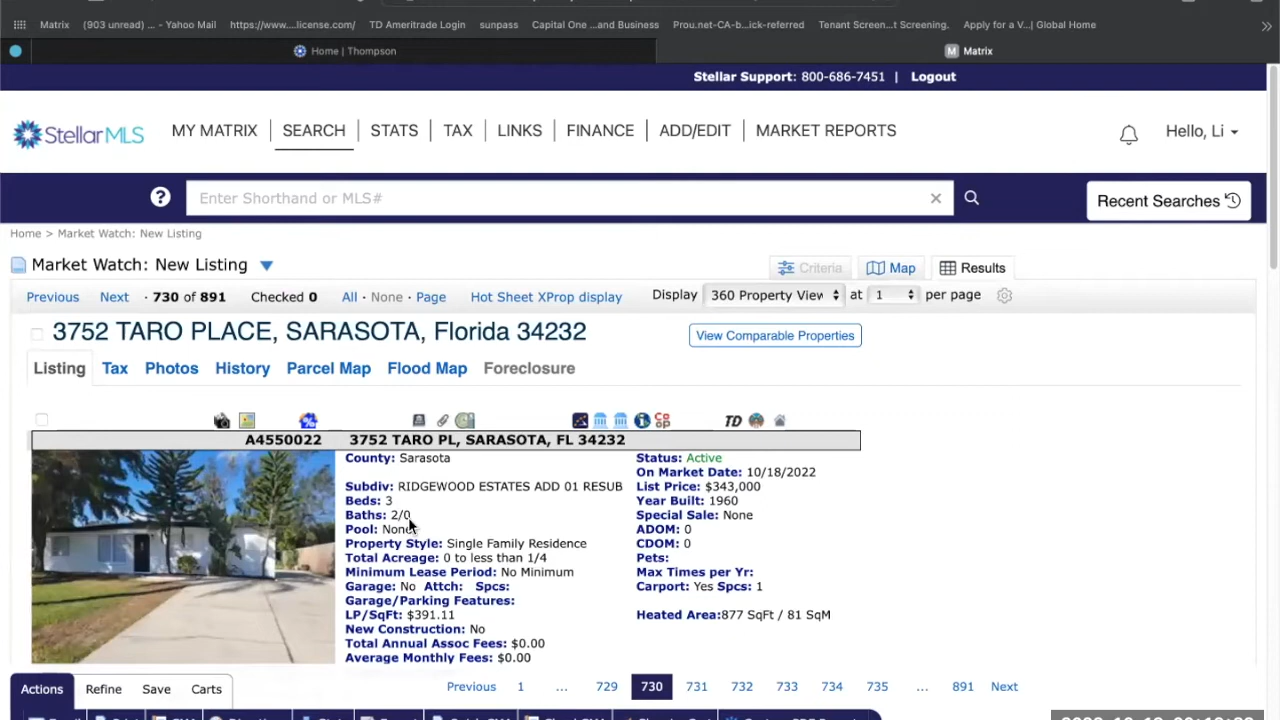 Matrix (903 unread) ... - Yahoo Mail https://www....license.com/ TD Ameritrade Login sunpass Capital One ...and Business Prou.net-CA-b...ick-referred Tenant Screen...t Screening. Apply for a V...| Global Home
Home | Thompson M Matrix
Stellar Support: 800-686-7451 | Logout
StellarMLS MY MATRIX SEARCH STATS TAX LINKS FINANCE ADD/EDIT MARKET REPORTS Hello, Li
? Enter Shorthand or MLS# Recent Searches
Home > Market Watch: New Listing
Market Watch: New Listing Criteria Map Results
Previous Next · 730 of 891 Checked 0 All · None · Page Hot Sheet XProp display Display 360 Property View at 1 per page
3752 TARO PLACE, SARASOTA, Florida 34232 View Comparable Properties
Listing Tax Photos History Parcel Map Flood Map Foreclosure
TD
A4550022 3752 TARO PL, SARASOTA, FL 34232
County: Sarasota Status: Active
On Market Date: 10/18/2022
Subdiv: RIDGEWOOD ESTATES ADD 01 RESUB List Price: $343,000
Beds: 3 Year Built: 1960
Baths: 2/0 Special Sale: None
Pool: None ADOM: 0
Property Style: Single Family Residence CDOM: 0
Total Acreage: 0 to less than 1/4 Pets:
Minimum Lease Period: No Minimum Max Times per Yr:
Garage: No Attch: Spcs: Carport: Yes Spcs: 1
Garage/Parking Features:
LP/SqFt: $391.11 Heated Area:877 SqFt / 81 SqM
New Construction: No
Total Annual Assoc Fees: $0.00
Average Monthly Fees: $0.00
Actions Refine Save Carts Previous 1 ... 729 730 731 732 733 734 735 ... 891 Next